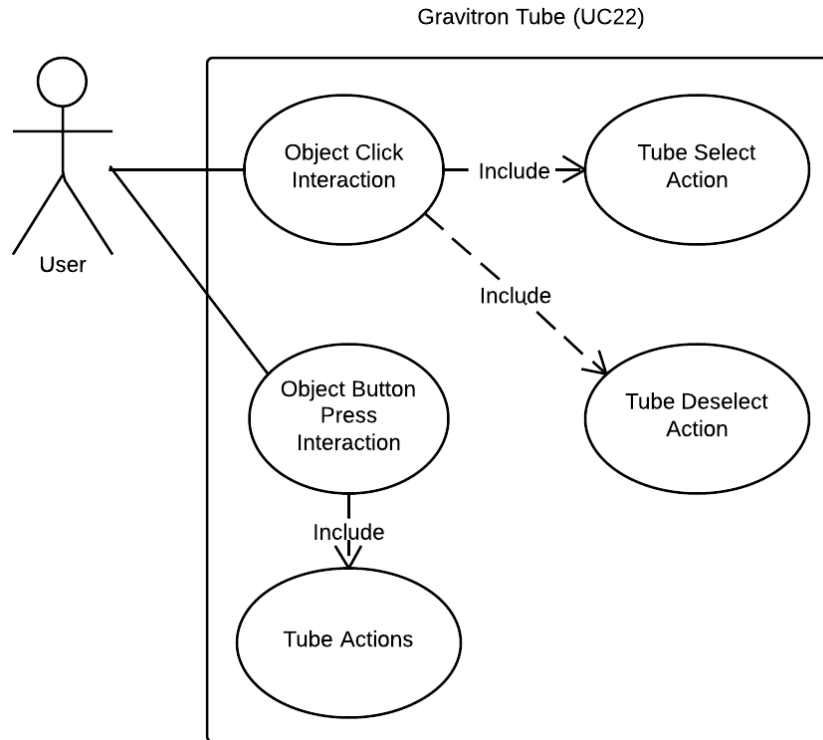 Gravitron Tube (UC22)
Object Click
Interaction
Include
Tube Select
Action
User
Include
Object Button
Press
Interaction
Tube Deselect
Action
Include
Tube Actions